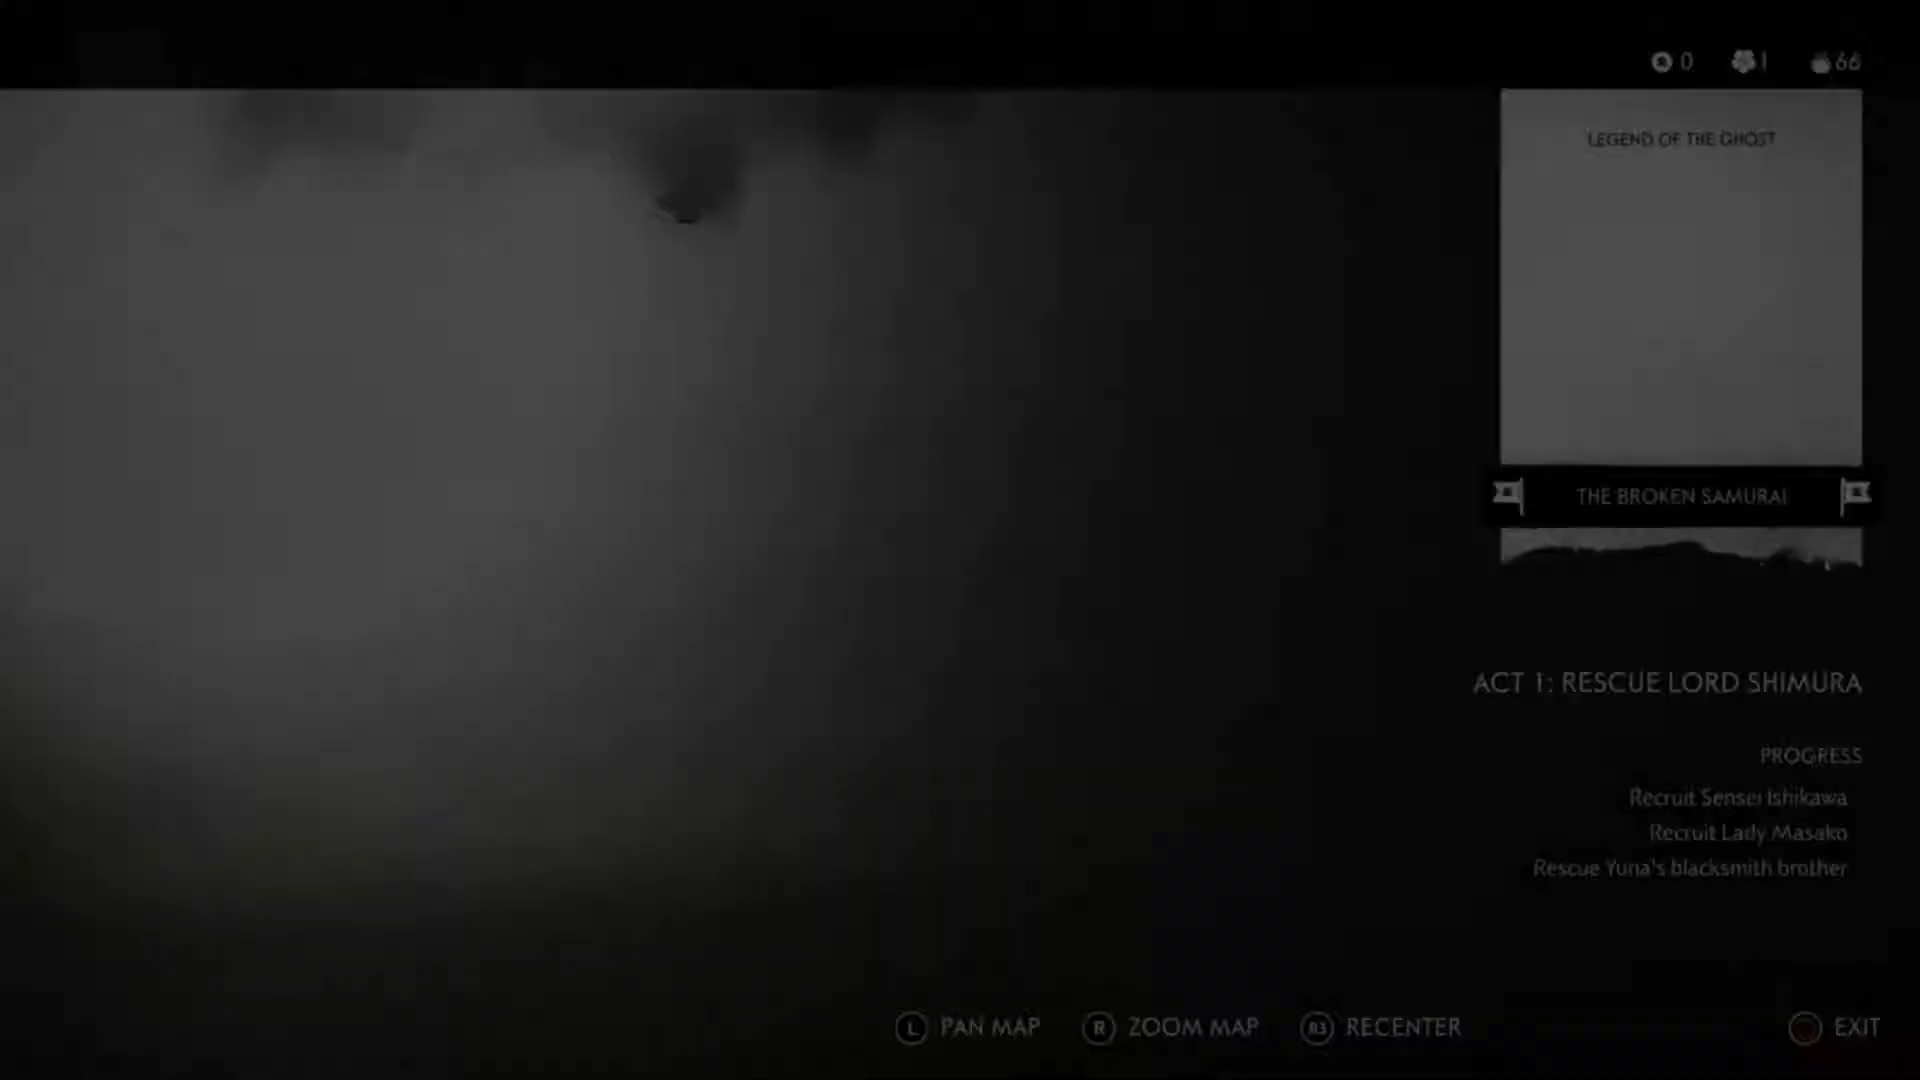 0 1 66
LEGEND OF THE GHOST
THE BROKEN SAMURAI
ACT 1: RESCUE LORD SHIMURA
PROGRESS
Recruit Sensei Ishikawa
Recruit Lady Masako
Rescue Yuna's blacksmith brother
L PAN MAP R ZOOM MAP R3 RECENTER EXIT